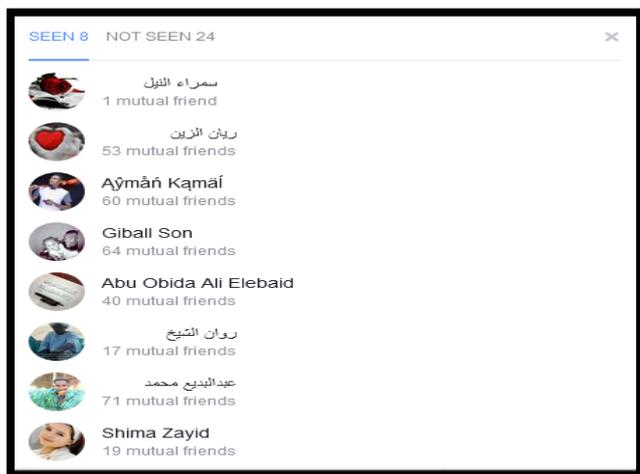 SEEN 8 NOT SEEN 24 ×
سمراء النيل
1 mutual friend
ريان الزين
53 mutual friends
Ąŷmåń Kąmäĺ
60 mutual friends
Giball Son
64 mutual friends
Abu Obida Ali Elebaid
40 mutual friends
روان الشيخ
17 mutual friends
عبدالبديع محمد
71 mutual friends
Shima Zayid
19 mutual friends